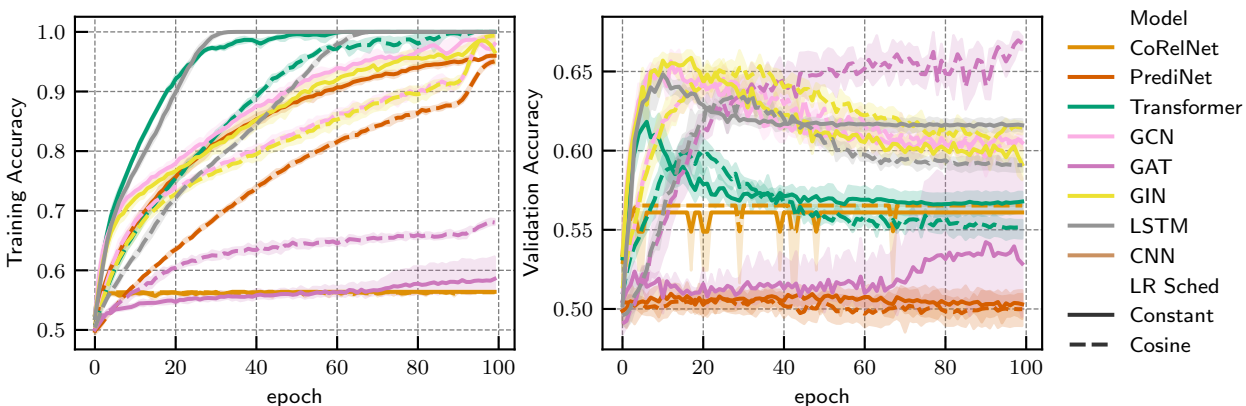 Training Accuracy
1.0
0.9
0.8
0.7
0.6
0.5
0
20
40
60
80
100
epoch
Validation Accuracy
0.65
0.60
0.55
0.50
0
20
40
60
80
100
epoch
Model
CoRelNet
PrediNet
Transformer
GCN
GAT
GIN
LSTM
CNN
LR Sched
Constant
Cosine